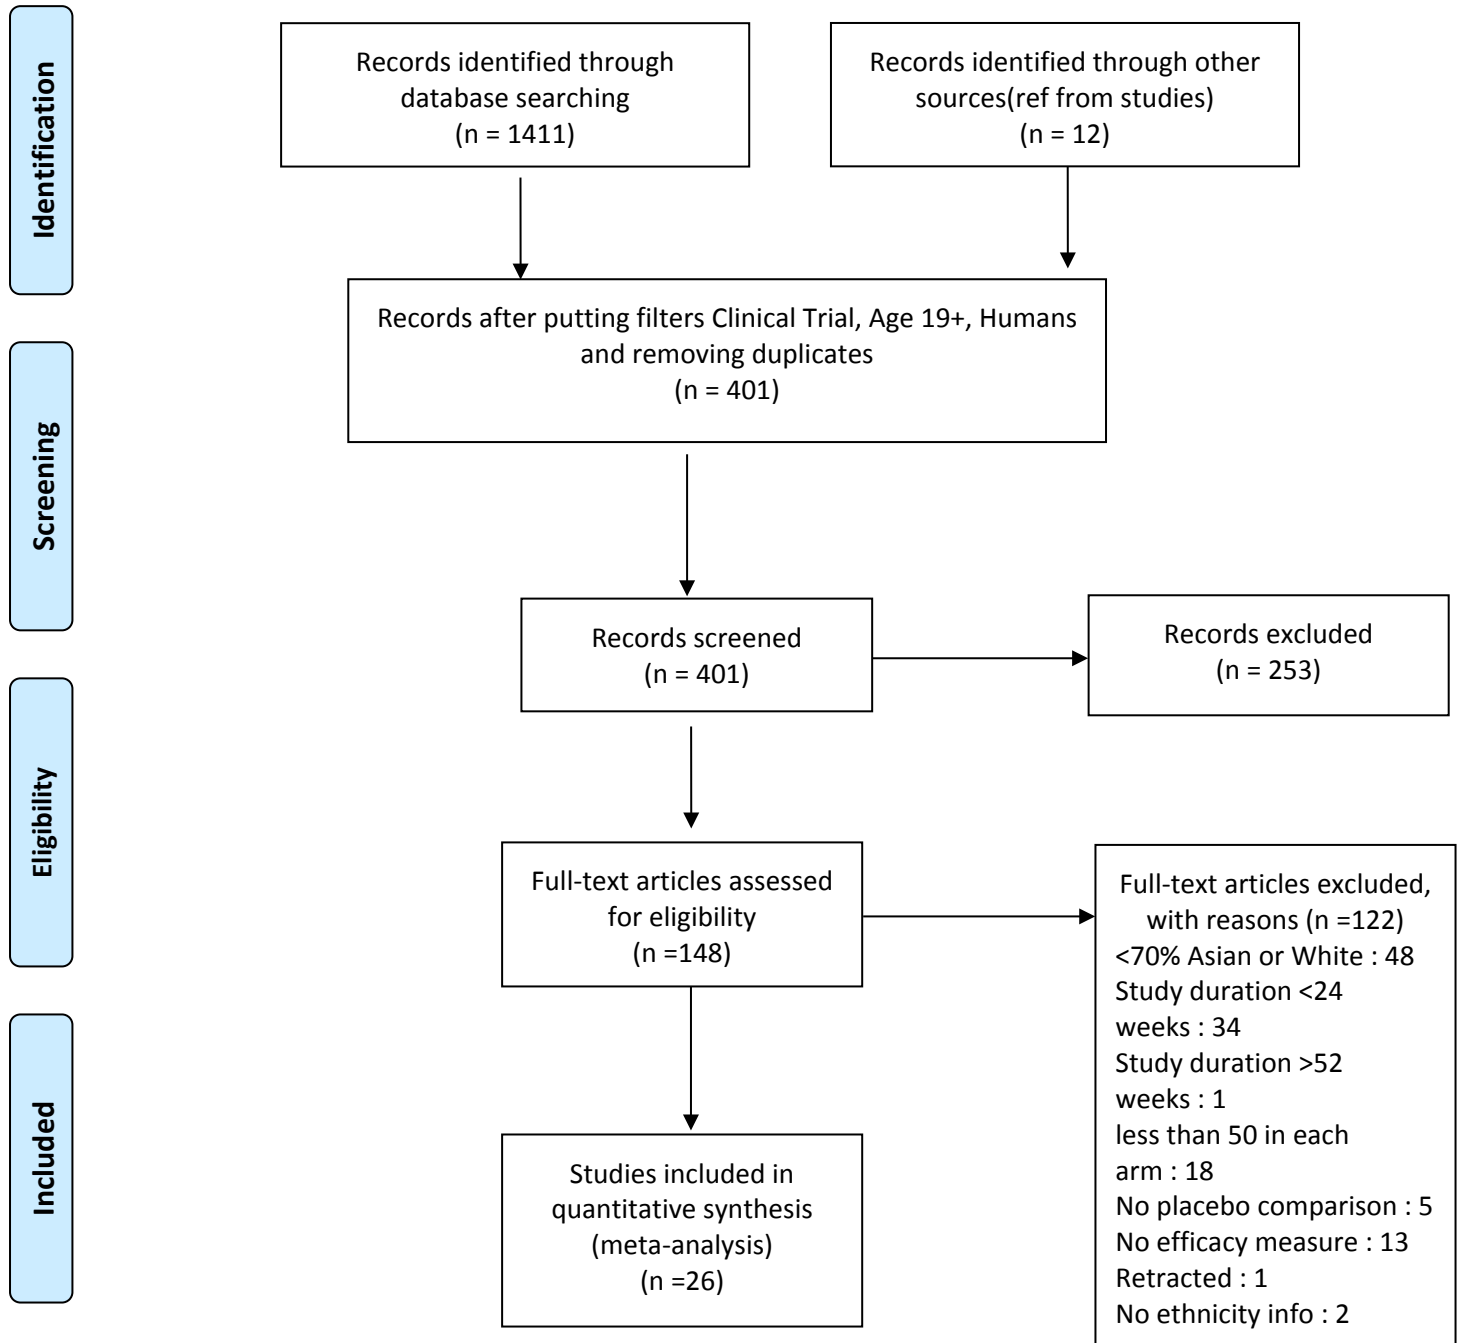 Identification
Records identified through
database searching
(n = 1411)
Records identified through other
sources(ref from studies)
(n = 12)
Records after putting filters Clinical Trial, Age 19+, Humans
and removing duplicates
(n = 401)
Screening
Records screened
(n = 401)
Records excluded
(n = 253)
Eligibility
Full-text articles assessed
for eligibility
(n =148)
Full-text articles excluded,
with reasons (n =122)
<70% Asian or White : 48
Study duration <24
weeks : 34
Study duration >52
weeks : 1
less than 50 in each
arm : 18
No placebo comparison : 5
No efficacy measure : 13
Retracted : 1
No ethnicity info : 2
Included
Studies included in
quantitative synthesis
(meta-analysis)
(n =26)